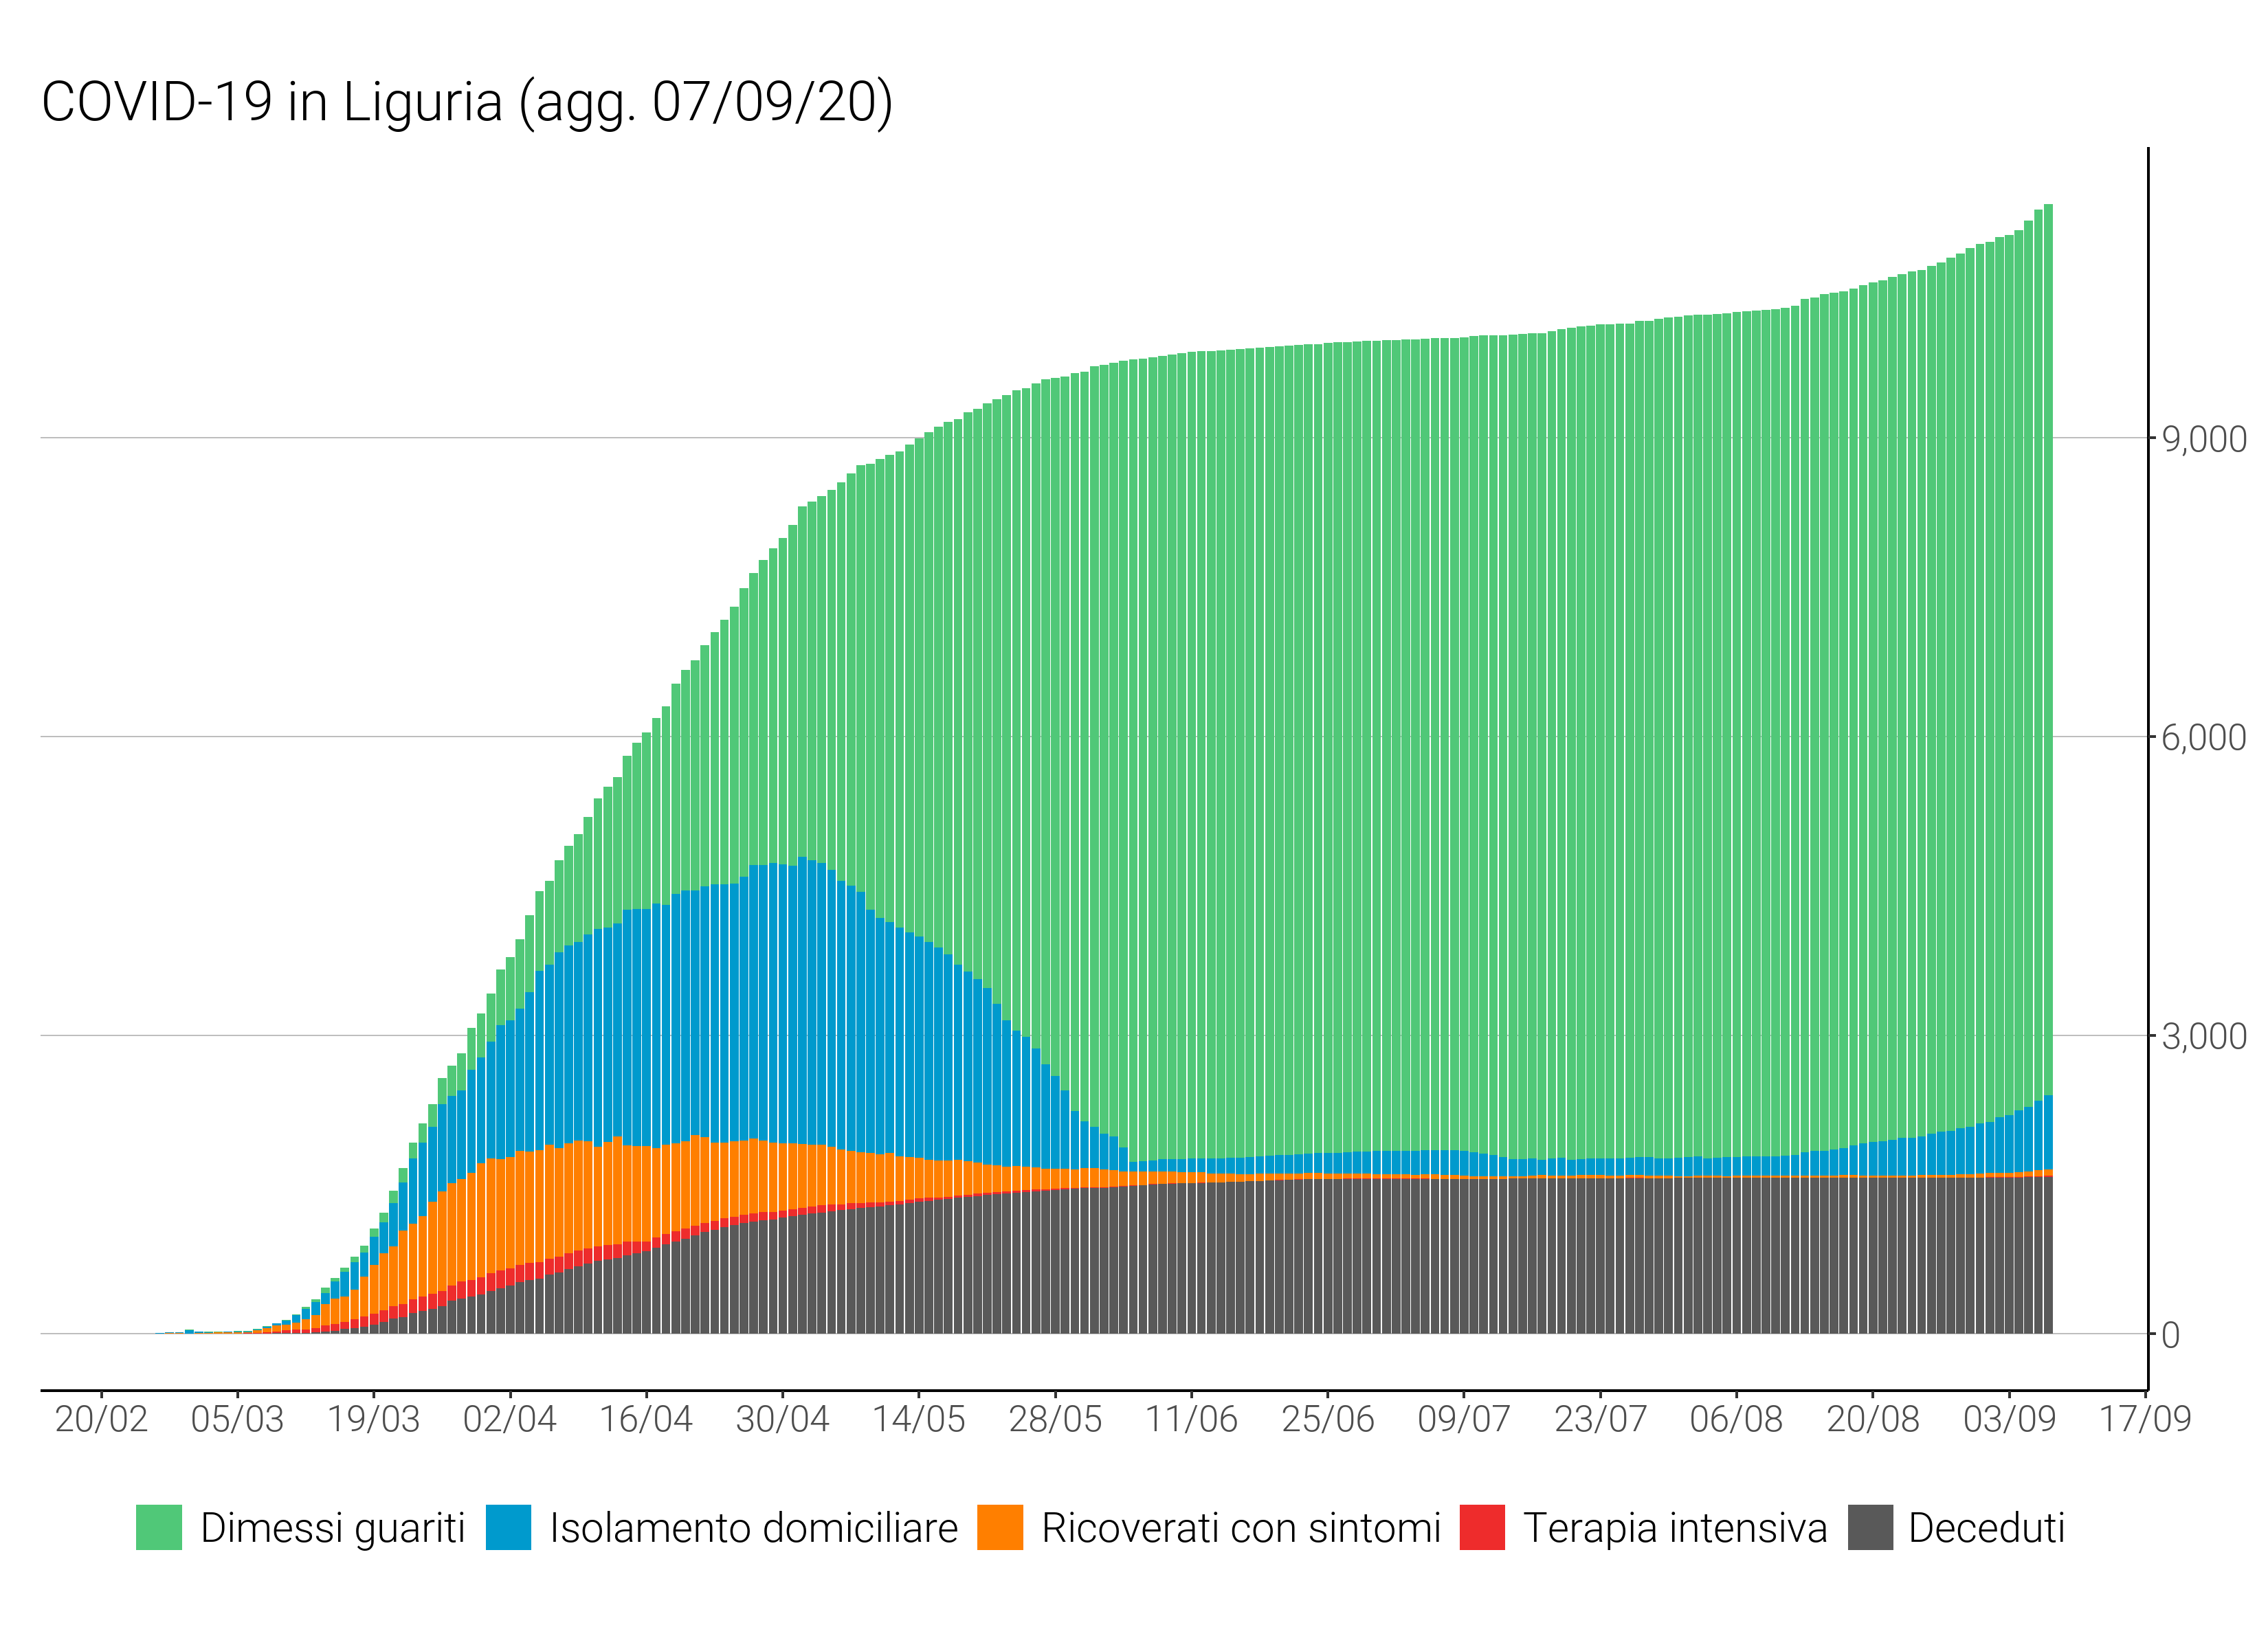 COVID-19 in Liguria (agg. 07/09/20)
9,000
6,000
3,000
0
20/02 05/03 19/03 02/04 16/04 30/04 14/05 28/05 11/06 25/06 09/07 23/07 06/08 20/08 03/09 17/09
Dimessi guariti Isolamento domiciliare Ricoverati con sintomi Terapia intensiva Deceduti